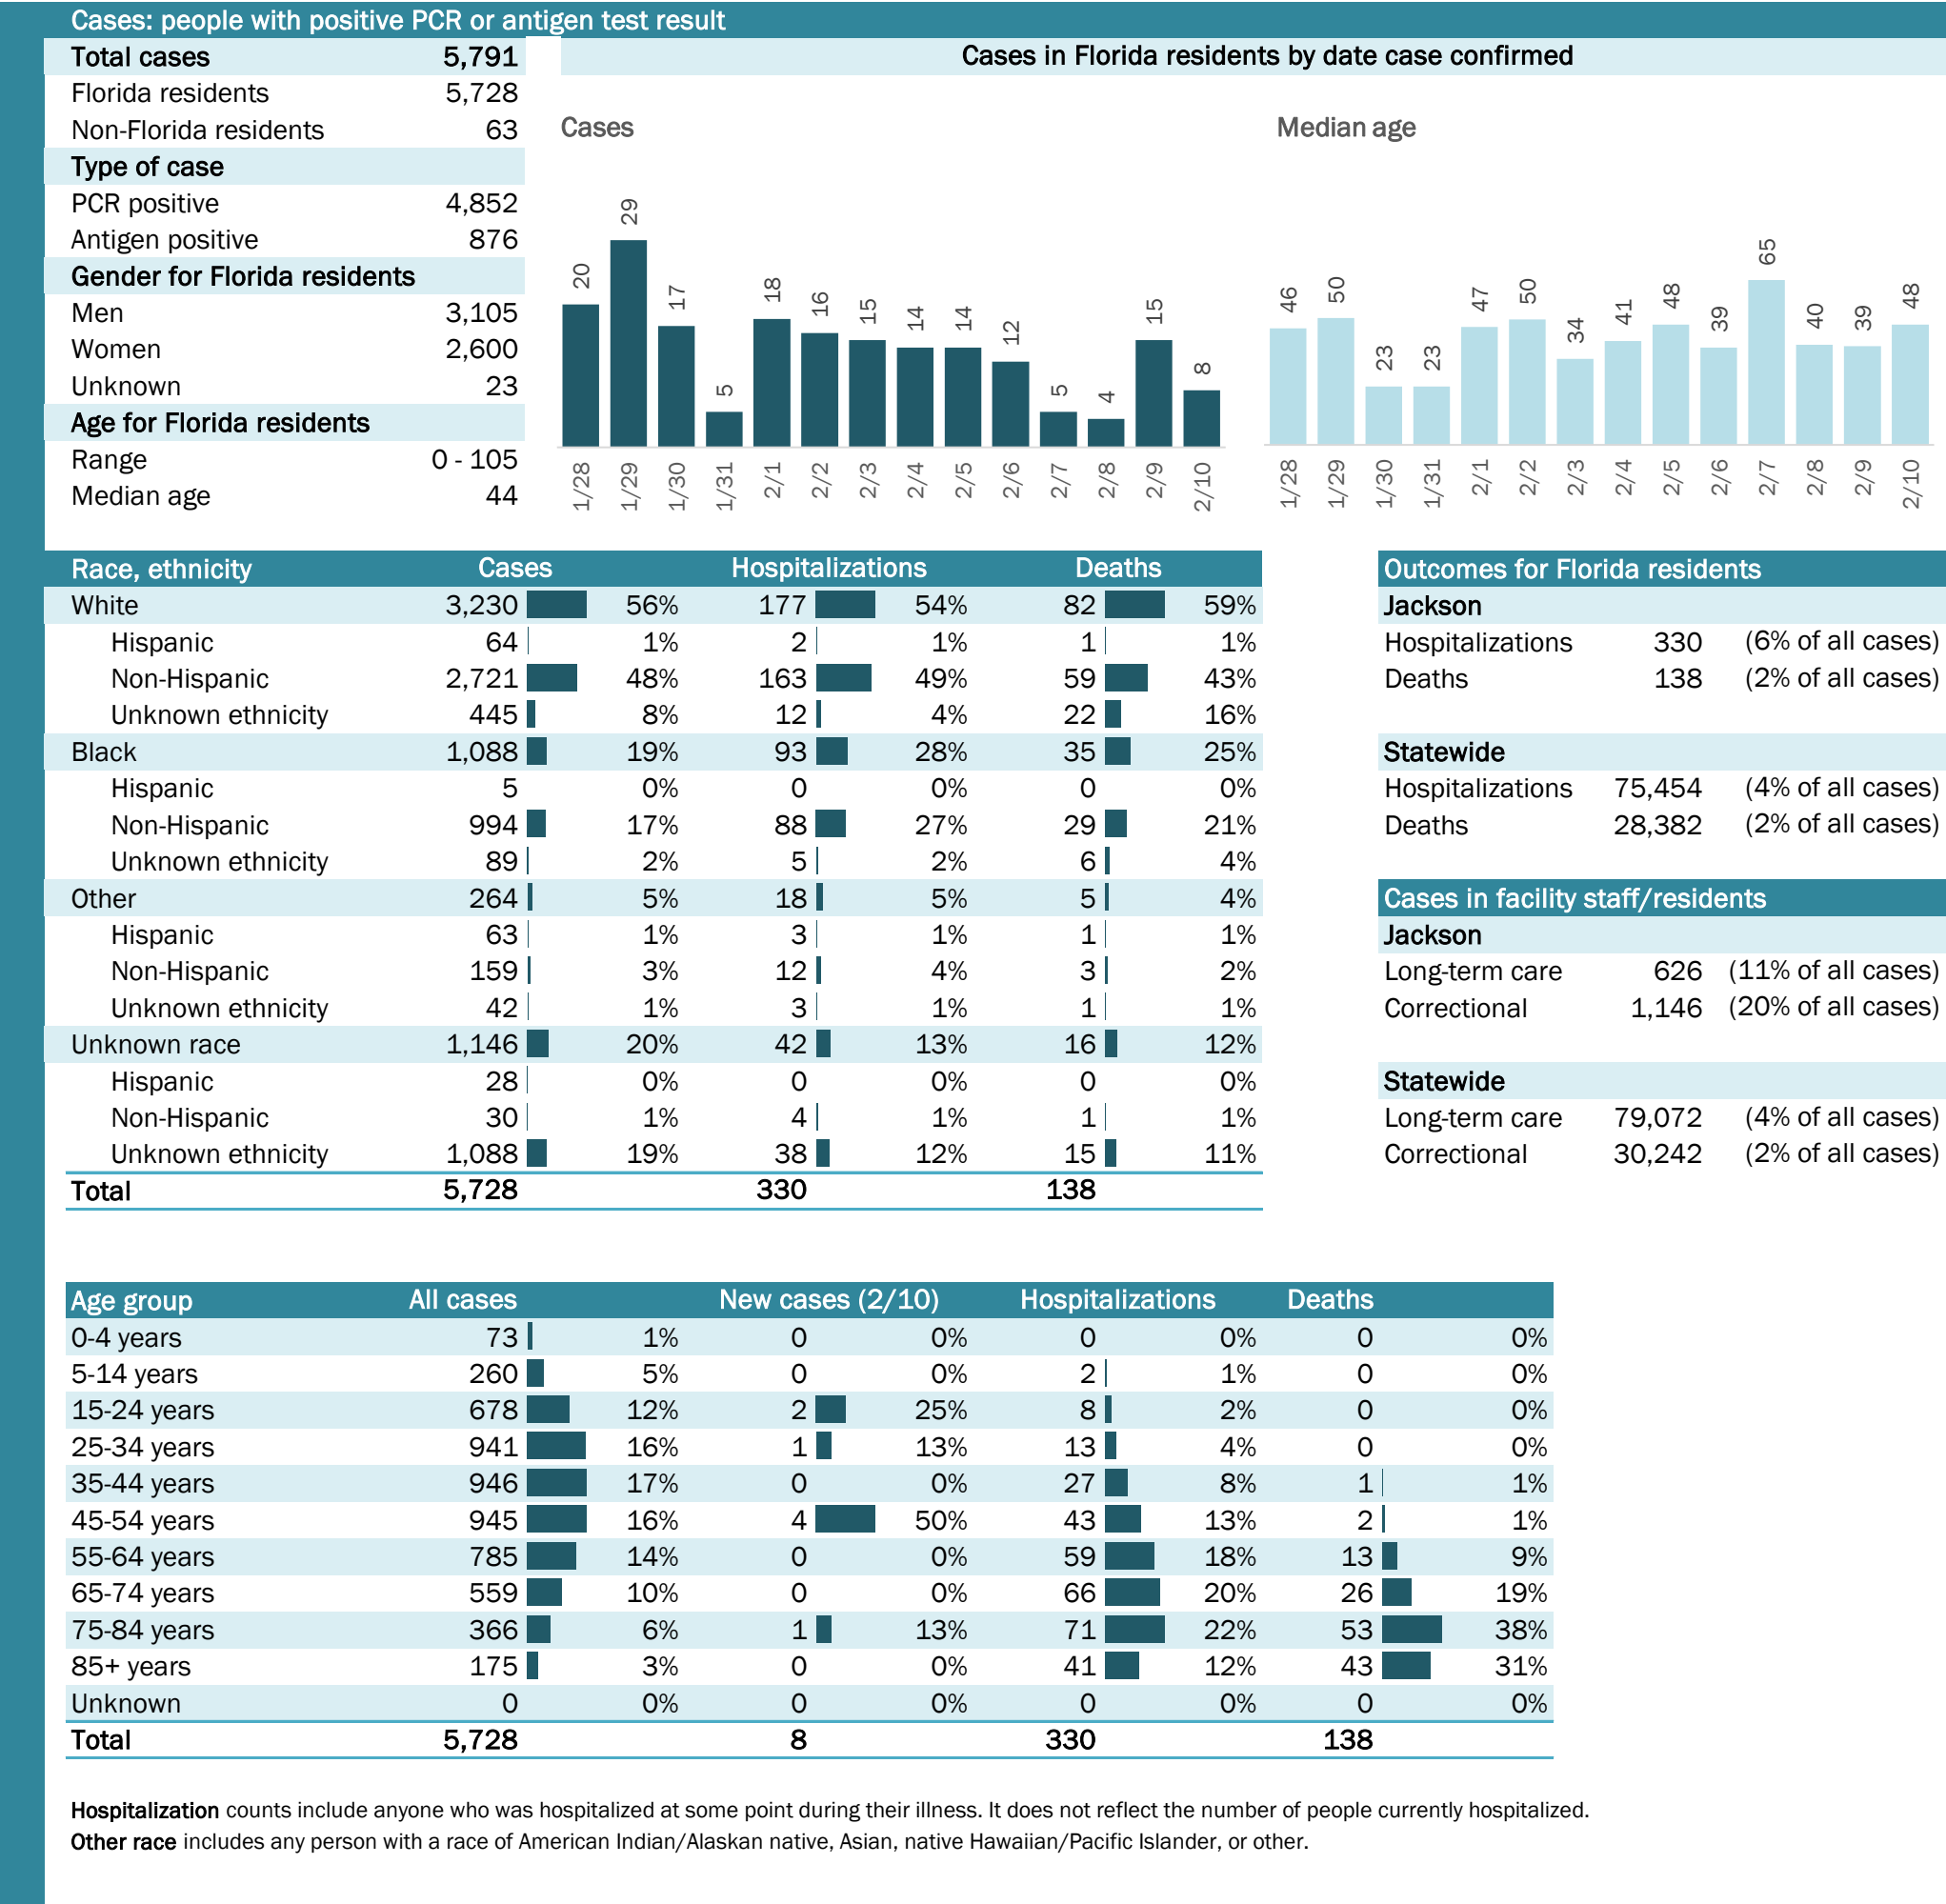 Cases: people with positive PCR or antigen test result
Total cases 5,791
Florida residents 5,728
Non-Florida residents 63
Type of case
PCR positive 4,852
Antigen positive 876
Gender for Florida residents
Men 3,105
Women 2,600
Unknown 23
Age for Florida residents
Range 0 - 105
Median age 44
Cases in Florida residents by date case confirmed
Cases
20 29 17 5 18 16 15 14 14 12 5 4 15 8
1/28 1/29 1/30 1/31 2/1 2/2 2/3 2/4 2/5 2/6 2/7 2/8 2/9 2/10
Median age
46 50 23 23 47 50 34 41 48 39 65 40 39 48
1/28 1/29 1/30 1/31 2/1 2/2 2/3 2/4 2/5 2/6 2/7 2/8 2/9 2/10
Race, ethnicity Cases Hospitalizations Deaths
White 3,230 56% 177 54% 82 59%
Hispanic 64 1% 2 1% 1 1%
Non-Hispanic 2,721 48% 163 49% 59 43%
Unknown ethnicity 445 8% 12 4% 22 16%
Black 1,088 19% 93 28% 35 25%
Hispanic 5 0% 0 0% 0 0%
Non-Hispanic 994 17% 88 27% 29 21%
Unknown ethnicity 89 2% 5 2% 6 4%
Other 264 5% 18 5% 5 4%
Hispanic 63 1% 3 1% 1 1%
Non-Hispanic 159 3% 12 4% 3 2%
Unknown ethnicity 42 1% 3 1% 1 1%
Unknown race 1,146 20% 42 13% 16 12%
Hispanic 28 0% 0 0% 0 0%
Non-Hispanic 30 1% 4 1% 1 1%
Unknown ethnicity 1,088 19% 38 12% 15 11%
Total 5,728 330 138
Outcomes for Florida residents
Jackson
Hospitalizations 330 (6% of all cases)
Deaths 138 (2% of all cases)
Statewide
Hospitalizations 75,454 (4% of all cases)
Deaths 28,382 (2% of all cases)
Cases in facility staff/residents
Jackson
Long-term care 626 (11% of all cases)
Correctional 1,146 (20% of all cases)
Statewide
Long-term care 79,072 (4% of all cases)
Correctional 30,242 (2% of all cases)
Age group All cases New cases (2/10) Hospitalizations Deaths
0-4 years 73 1% 0 0% 0 0% 0 0%
5-14 years 260 5% 0 0% 2 1% 0 0%
15-24 years 678 12% 2 25% 8 2% 0 0%
25-34 years 941 16% 1 13% 13 4% 0 0%
35-44 years 946 17% 0 0% 27 8% 1 1%
45-54 years 945 16% 4 50% 43 13% 2 1%
55-64 years 785 14% 0 0% 59 18% 13 9%
65-74 years 559 10% 0 0% 66 20% 26 19%
75-84 years 366 6% 1 13% 71 22% 53 38%
85+ years 175 3% 0 0% 41 12% 43 31%
Unknown 0 0% 0 0% 0 0% 0 0%
Total 5,728 8 330 138
Hospitalization counts include anyone who was hospitalized at some point during their illness. It does not reflect the number of people currently hospitalized.
Other race includes any person with a race of American Indian/Alaskan native, Asian, native Hawaiian/Pacific Islander, or other.